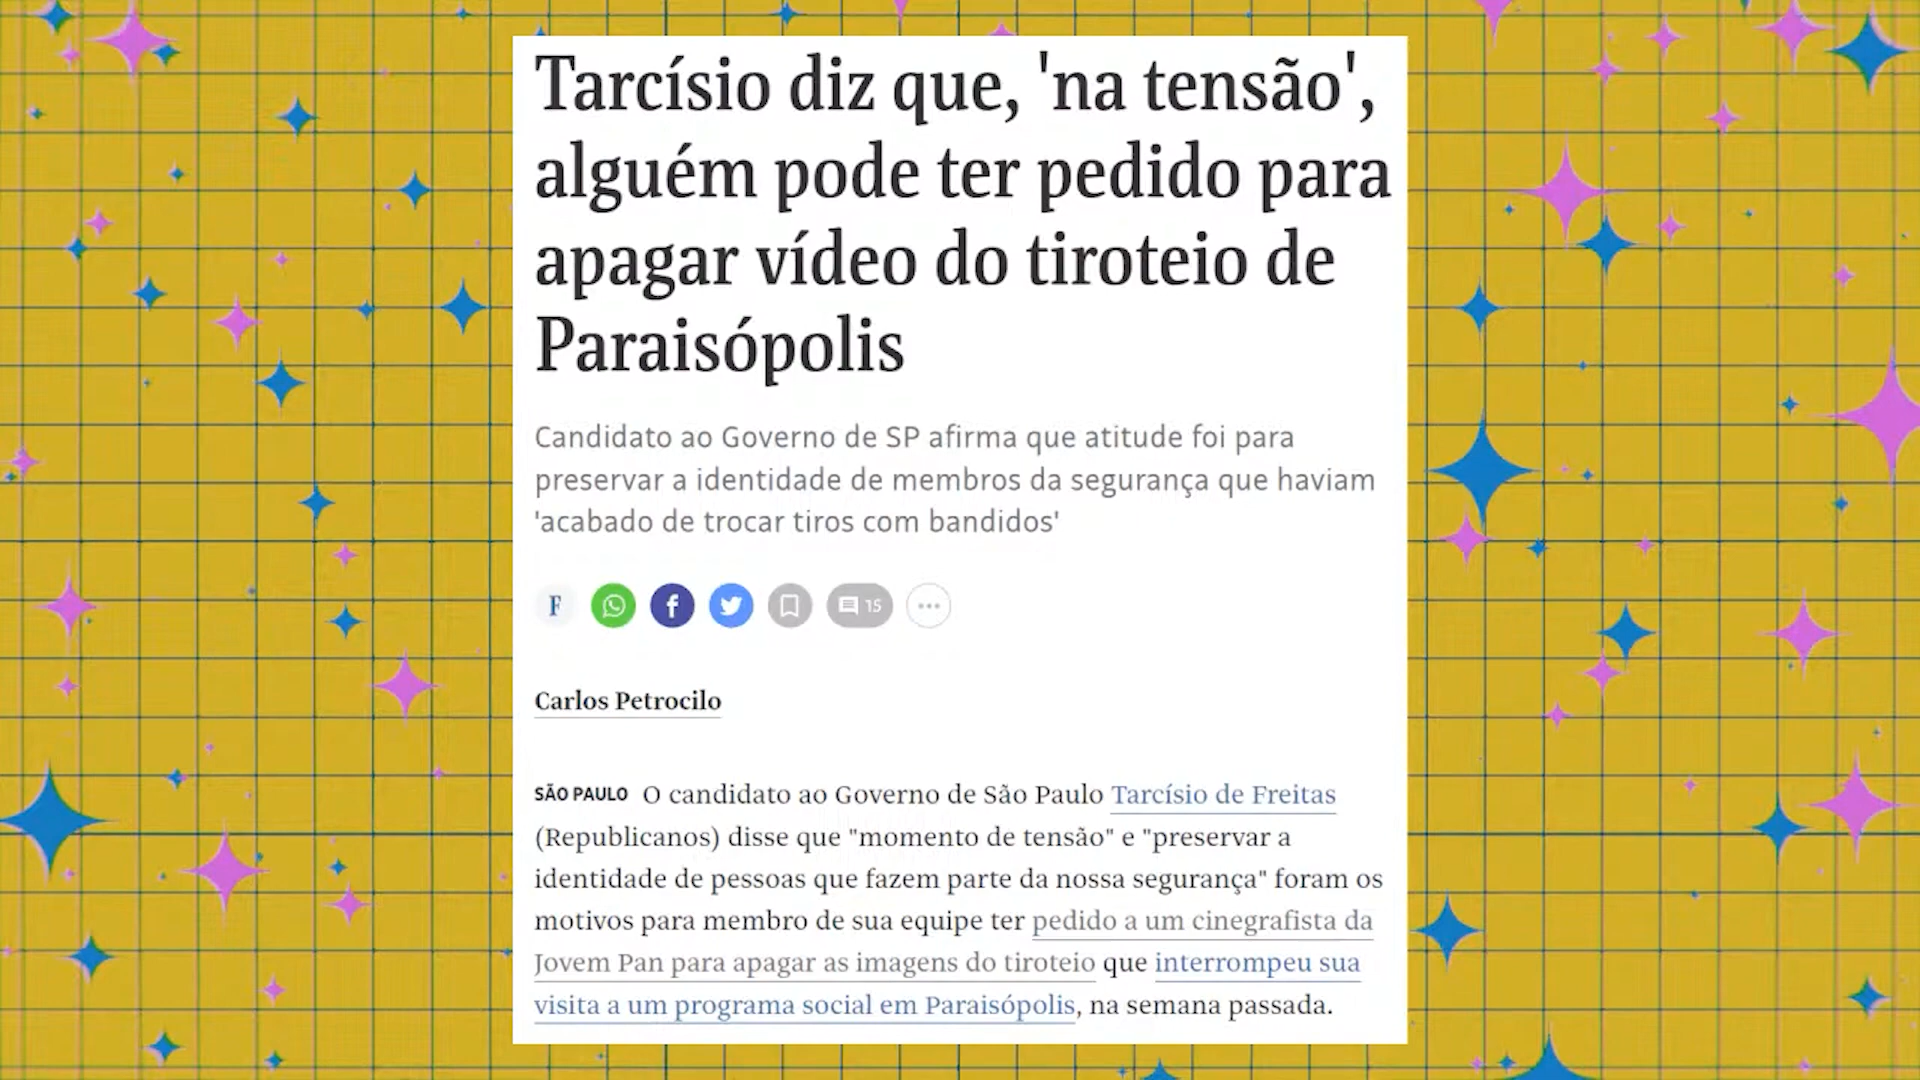 Tarcísio diz que, 'na tensão',
alguém pode ter pedido para
apagar vídeo do tiroteio de
Paraisópolis
Candidato ao Governo de SP afirma que atitude foi para
preservar a identidade de membros da segurança que haviam
'acabado de trocar tiros com bandidos'
F f 15
Carlos Petrocilo
SÃO PAULO O candidato ao Governo de São Paulo Tarcísio de Freitas
(Republicanos) disse que "momento de tensão" e "preservar a
identidade de pessoas que fazem parte da nossa segurança" foram os
motivos para membro de sua equipe ter pedido a um cinegrafista da
Jovem Pan para apagar as imagens do tiroteio que interrompeu sua
visita a um programa social em Paraisópolis, na semana passada.